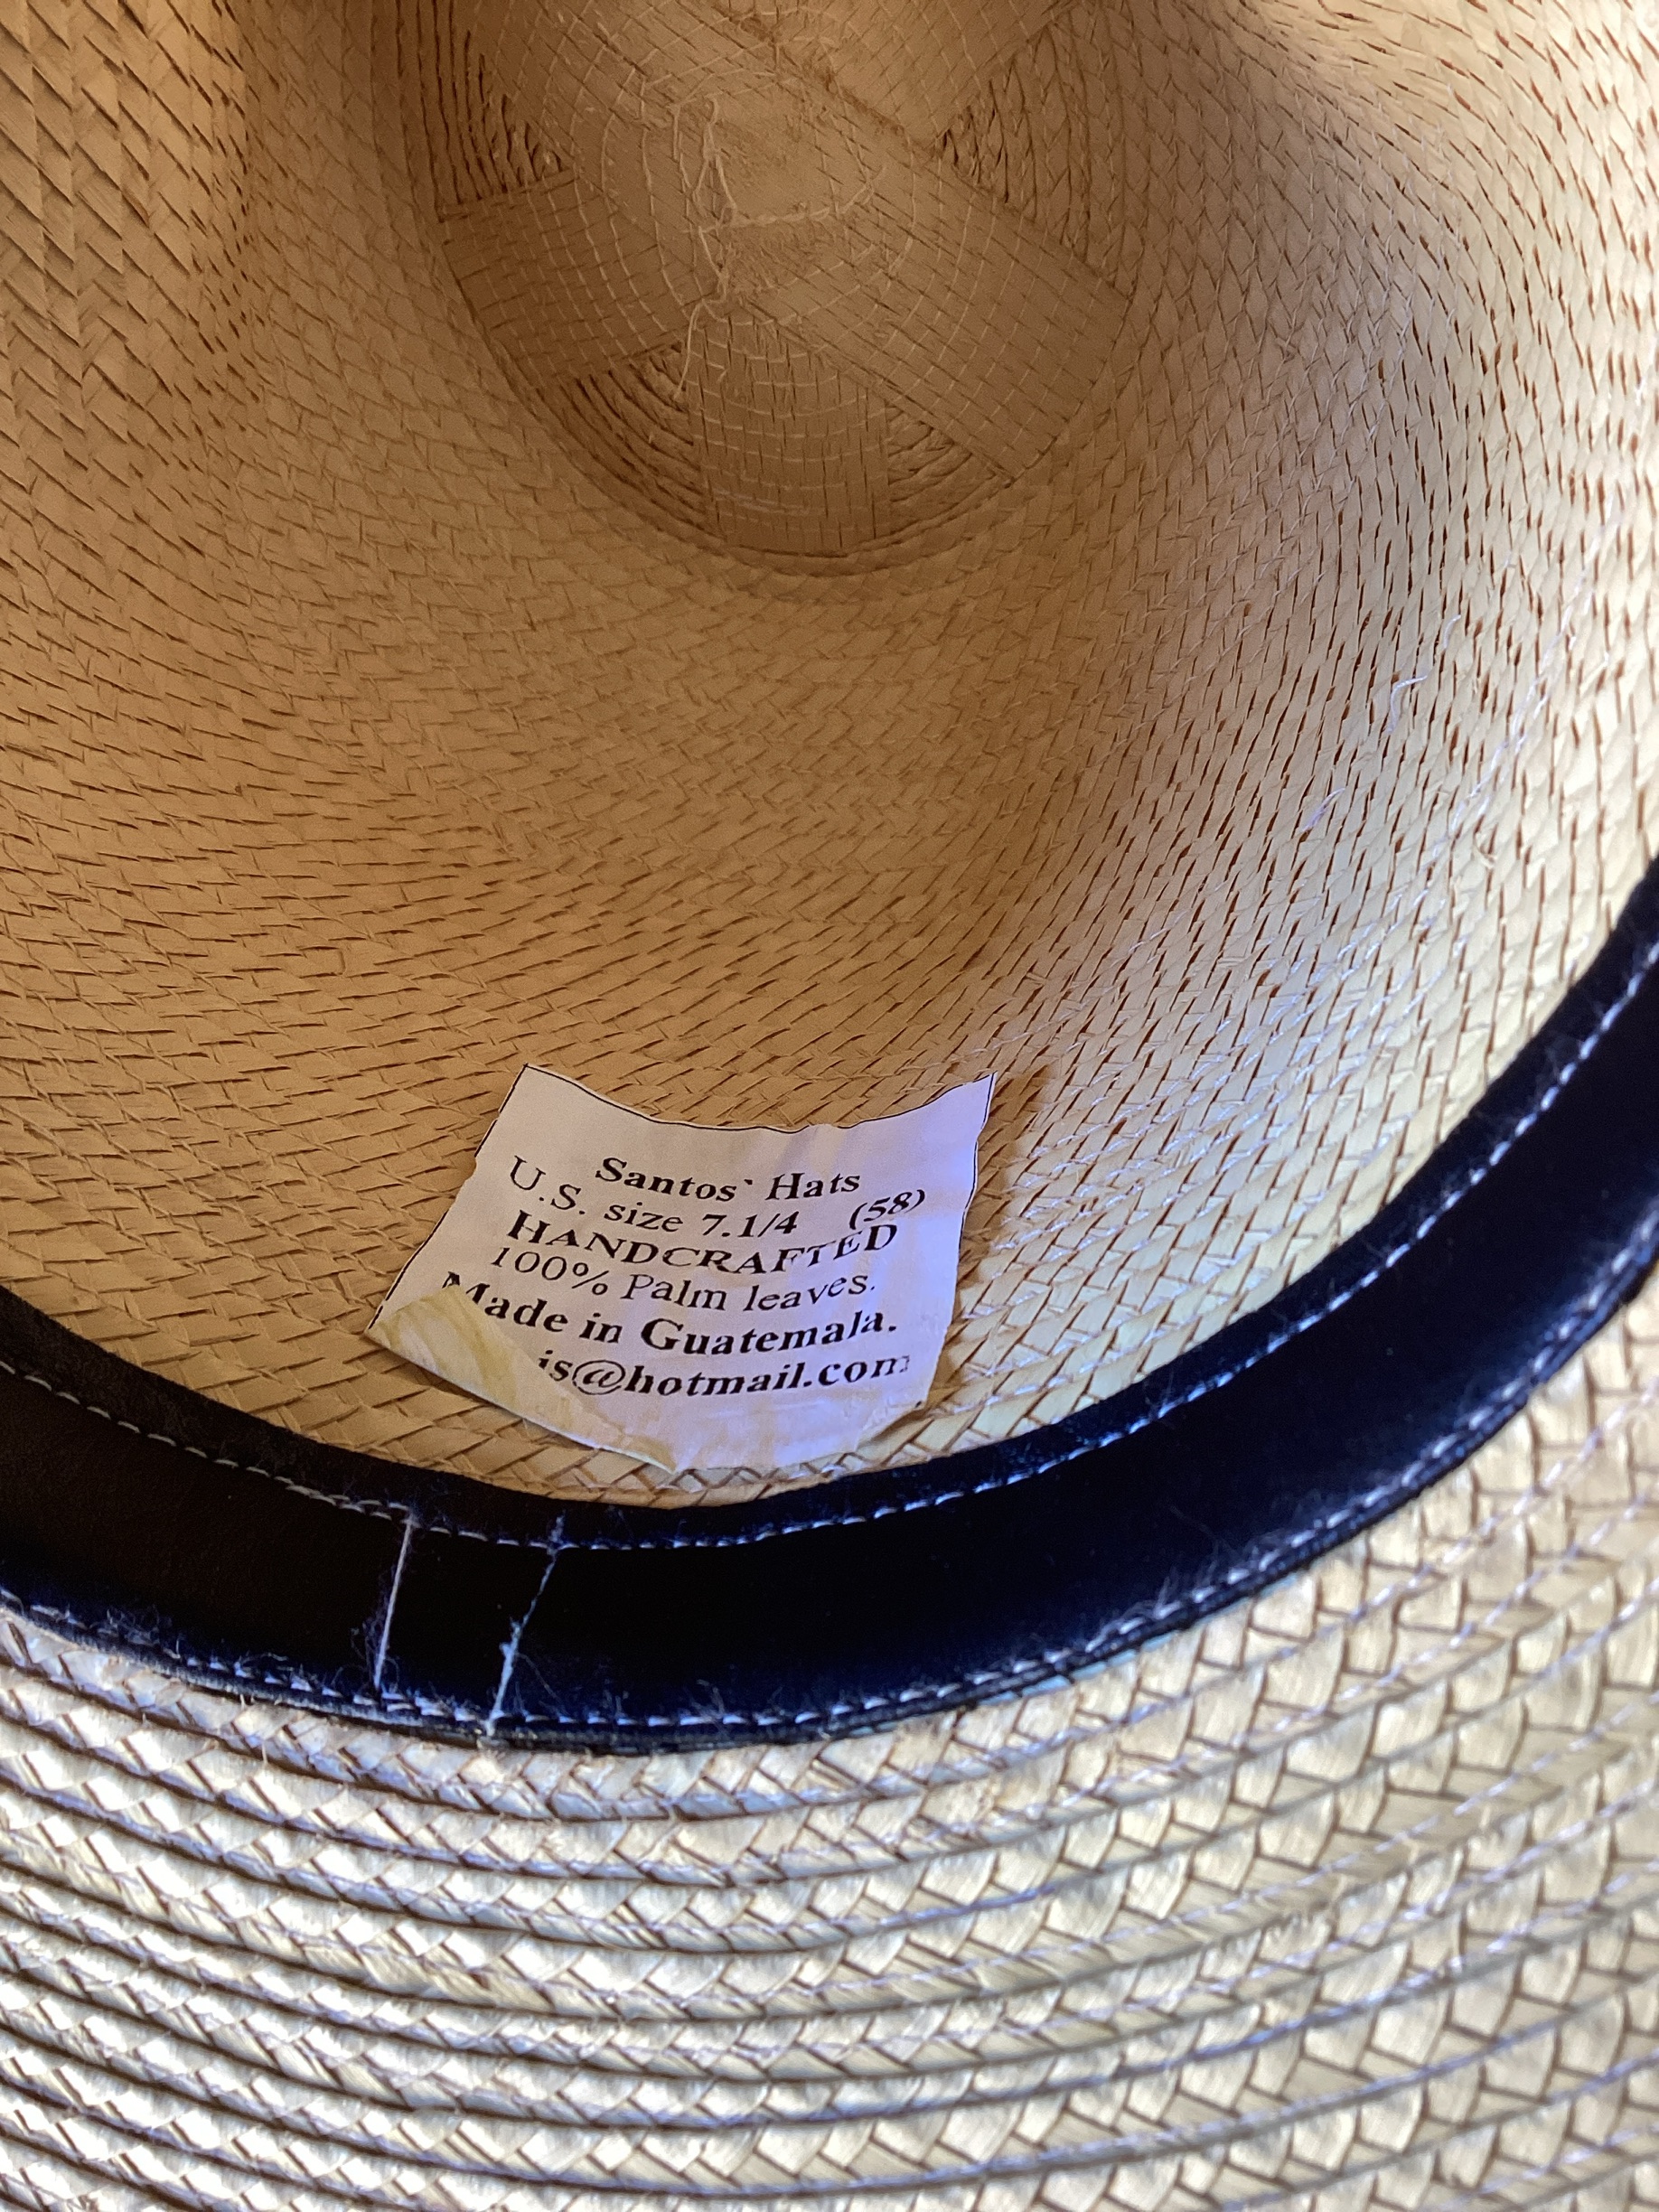 Santos` Hats
U.S. size 7.1/4 (58)
HANDCRAFTED
100% Palm leaves.
Made in Guatemala.
is@hotmail.com